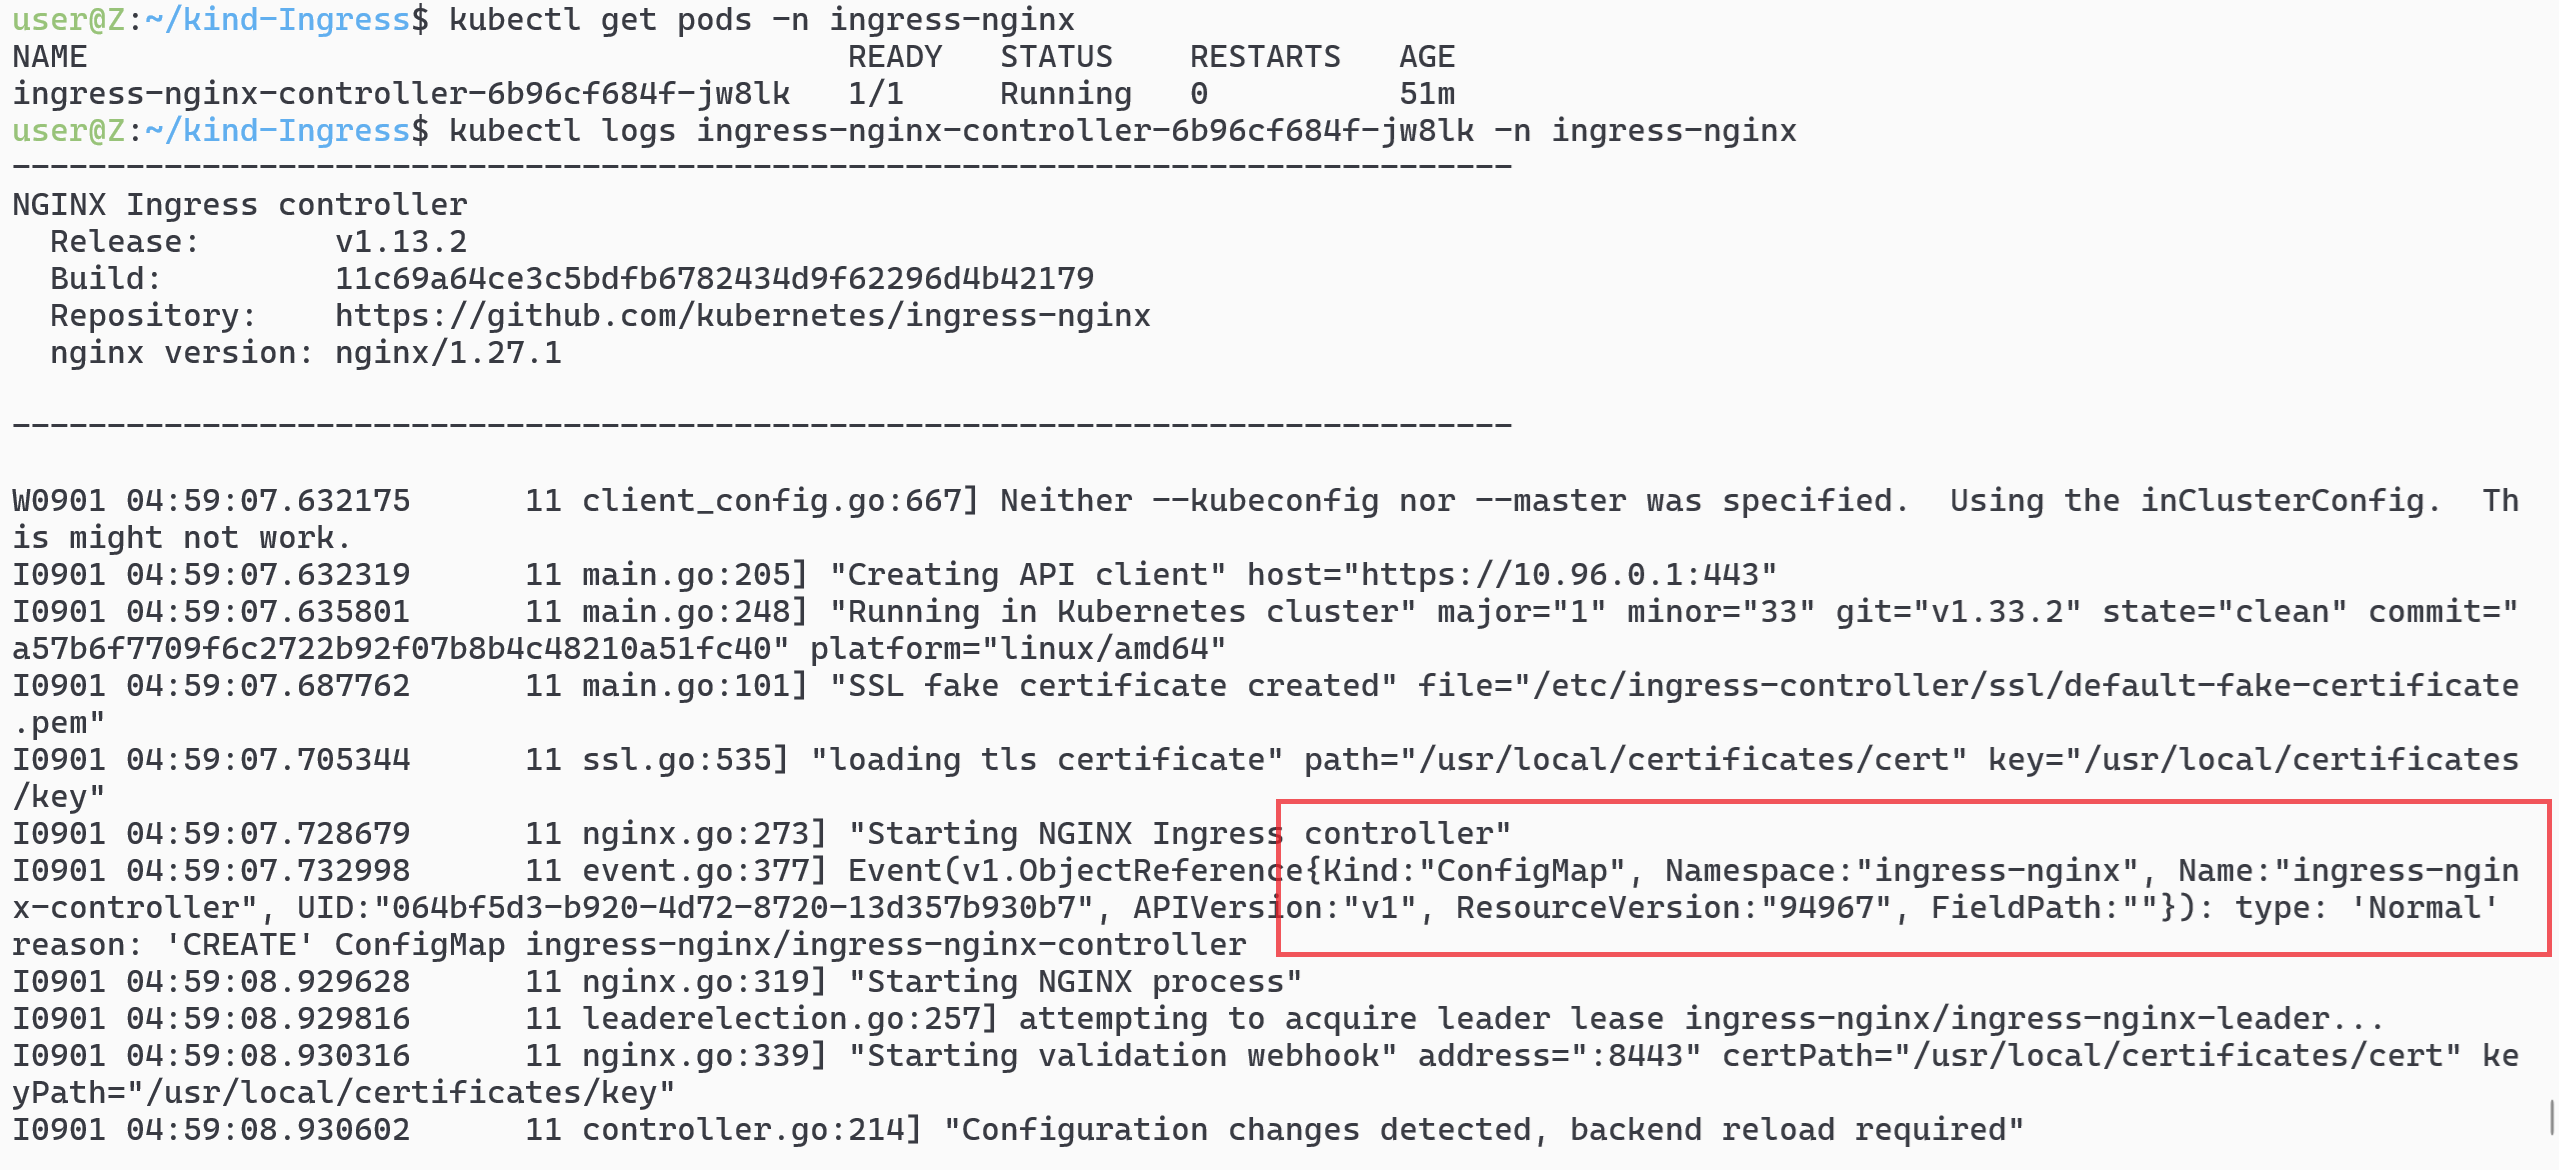 user@Z:~/kind-Ingress$ kubectl get pods -n ingress-nginx
NAME                                        READY   STATUS    RESTARTS   AGE
ingress-nginx-controller-6b96cf684f-jw8lk   1/1     Running   0          51m
user@Z:~/kind-Ingress$ kubectl logs ingress-nginx-controller-6b96cf684f-jw8lk -n ingress-nginx
-------------------------------------------------------------------------------
NGINX Ingress controller
  Release:       v1.13.2
  Build:         11c69a64ce3c5bdfb6782434d9f62296d4b42179
  Repository:    https://github.com/kubernetes/ingress-nginx
  nginx version: nginx/1.27.1
-------------------------------------------------------------------------------
W0901 04:59:07.632175      11 client_config.go:667] Neither --kubeconfig nor --master was specified.  Using the inClusterConfig.  Th
is might not work.
I0901 04:59:07.632319      11 main.go:205] "Creating API client" host="https://10.96.0.1:443"
I0901 04:59:07.635801      11 main.go:248] "Running in Kubernetes cluster" major="1" minor="33" git="v1.33.2" state="clean" commit="
a57b6f7709f6c2722b92f07b8b4c48210a51fc40" platform="linux/amd64"
I0901 04:59:07.687762      11 main.go:101] "SSL fake certificate created" file="/etc/ingress-controller/ssl/default-fake-certificate
.pem"
I0901 04:59:07.705344      11 ssl.go:535] "loading tls certificate" path="/usr/local/certificates/cert" key="/usr/local/certificates
/key"
I0901 04:59:07.728679      11 nginx.go:273] "Starting NGINX Ingress controller"
I0901 04:59:07.732998      11 event.go:377] Event(v1.ObjectReference{Kind:"ConfigMap", Namespace:"ingress-nginx", Name:"ingress-ngin
x-controller", UID:"064bf5d3-b920-4d72-8720-13d357b930b7", APIVersion:"v1", ResourceVersion:"94967", FieldPath:""}): type: 'Normal'
reason: 'CREATE' ConfigMap ingress-nginx/ingress-nginx-controller
I0901 04:59:08.929628      11 nginx.go:319] "Starting NGINX process"
I0901 04:59:08.929816      11 leaderelection.go:257] attempting to acquire leader lease ingress-nginx/ingress-nginx-leader...
I0901 04:59:08.930316      11 nginx.go:339] "Starting validation webhook" address=":8443" certPath="/usr/local/certificates/cert" ke
yPath="/usr/local/certificates/key"
I0901 04:59:08.930602      11 controller.go:214] "Configuration changes detected, backend reload required"